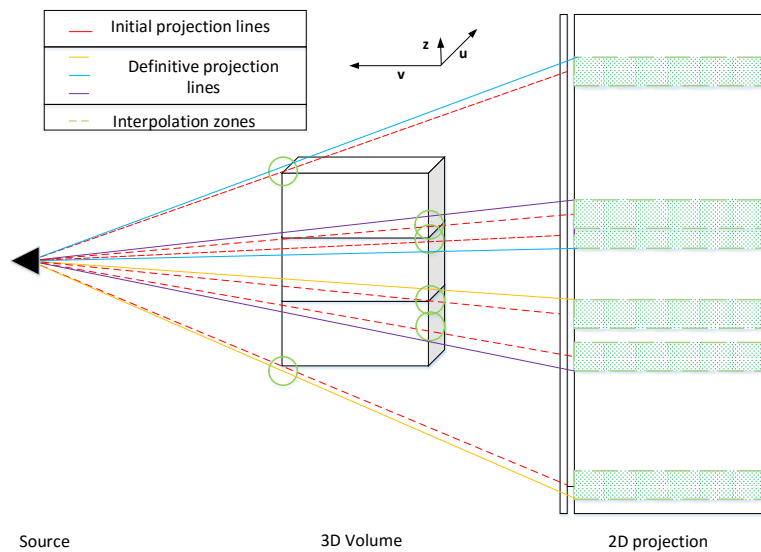 Initial projection lines
Definitive projection
lines
Interpolation zones
z
u
v
Source
3D Volume
2D projection